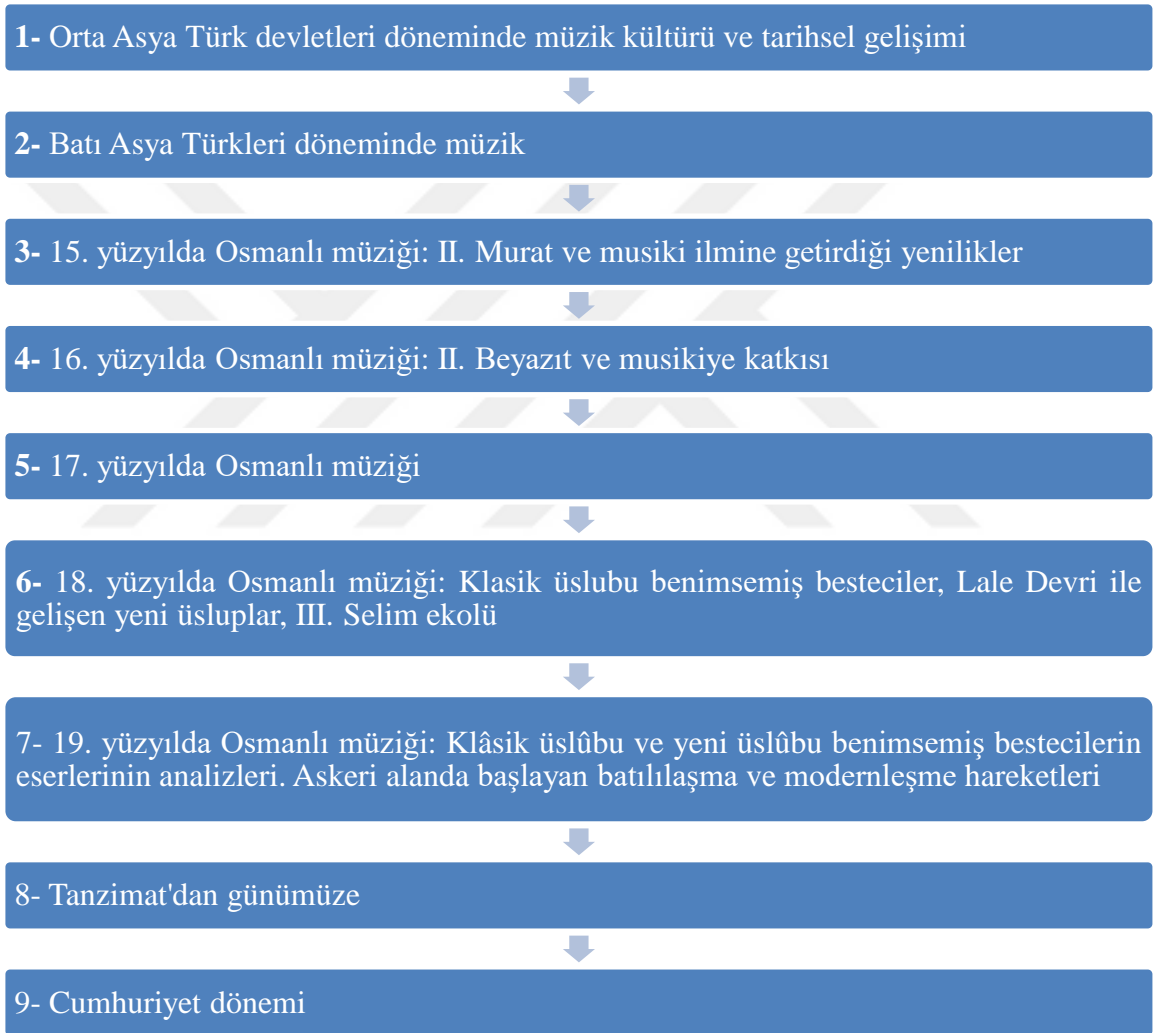 1- Orta Asya Türk devletleri döneminde müzik kültürü ve tarihsel gelişimi
2- Batı Asya Türkleri döneminde müzik
3- 15. yüzyılda Osmanlı müziği: II. Murat ve musiki ilmine getirdiği yenilikler
4- 16. yüzyılda Osmanlı müziği: II. Beyazıt ve musikiye katkısı
5- 17. yüzyılda Osmanlı müziği
6- 18. yüzyılda Osmanlı müziği: Klasik üslubu benimsemiş besteciler, Lale Devri ile
gelişen yeni üsluplar, III. Selim ekolü
7- 19. yüzyılda Osmanlı müziği: Klâsik üslûbu ve yeni üslûbu benimsemiş bestecilerin
eserlerinin analizleri. Askeri alanda başlayan batılılaşma ve modernleşme hareketleri
8- Tanzimat'dan günümüze
9- Cumhuriyet dönemi